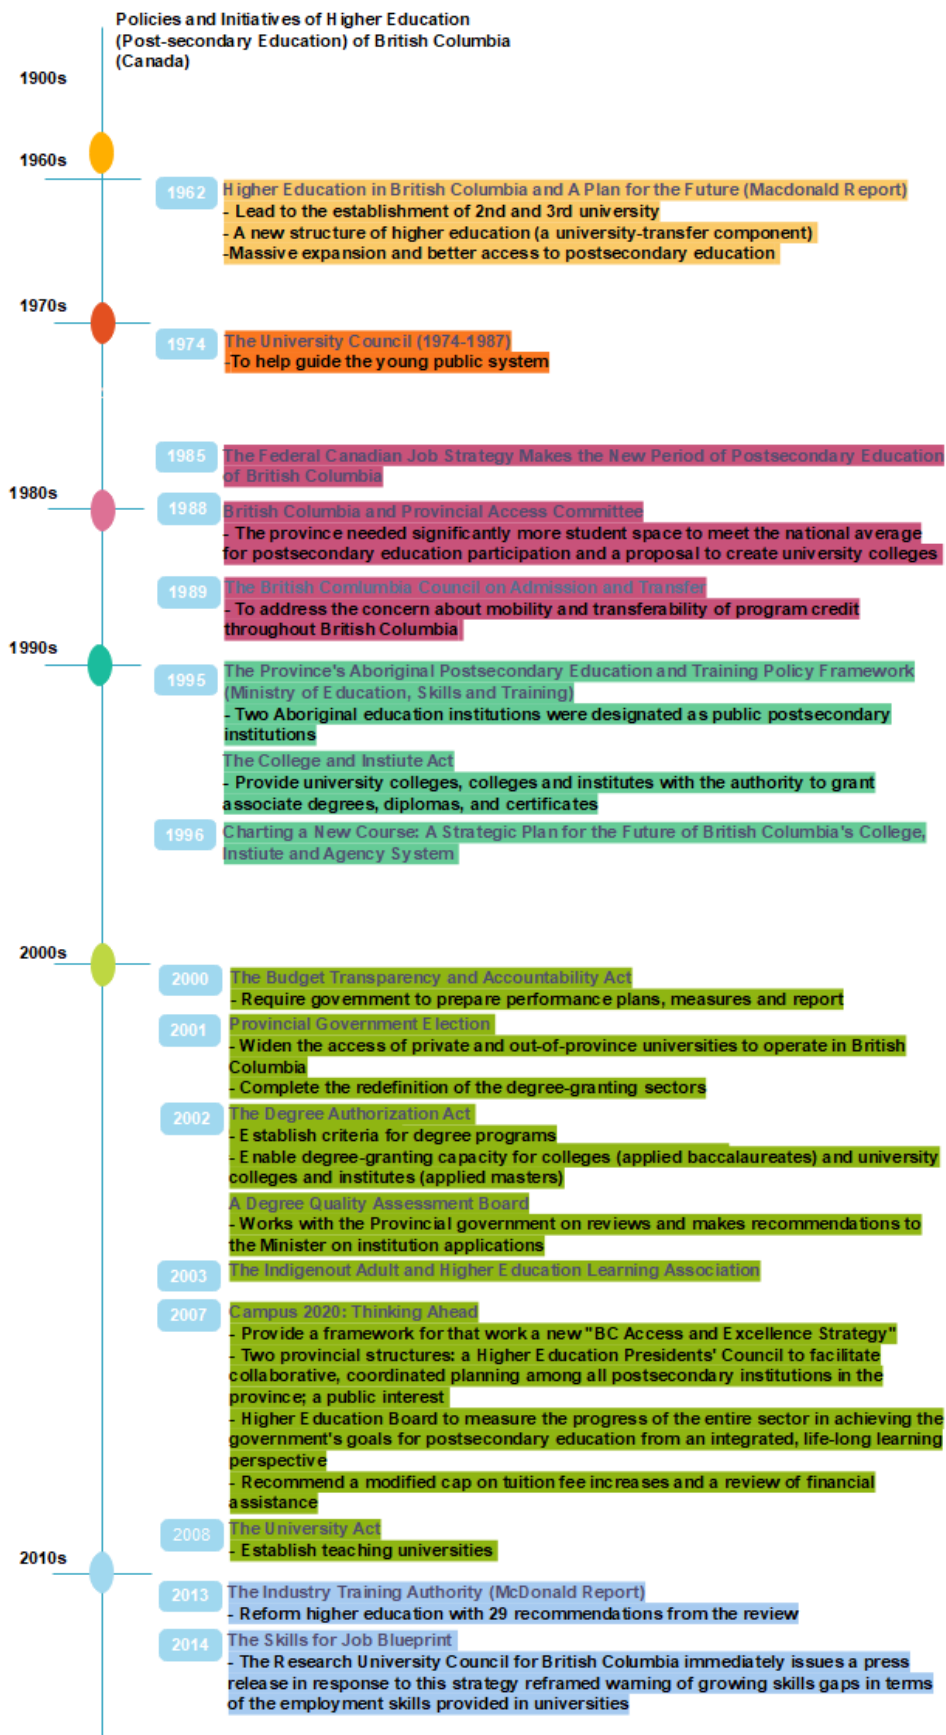 Policies and Initiatives of Higher Education
(Post-secondary Education) of British Columbia
(Canada)
1900s
1960s
1962
Higher Education in British Columbia and A Plan for the Future (Macdonald Report)
- Lead to the establishment of 2nd and 3rd university
- A new structure of higher education (a university-transfer component)
-Massive expansion and better access to postsecondary education
1970s
1974
The University Council (1974-1987)
-To help guide the young public system
1985
The Federal Canadian Job Strategy Makes the New Period of Postsecondary Education
of British Columbia
1980s
1988
British Columbia and Provincial Access Committee
- The province needed significantly more student space to meet the national average
for postsecondary education participation and a proposal to create university colleges
1989
The British Comlumbia Council on Admission and Transfer
- To address the concern about mobility and transferability of program credit
throughout British Columbia
1990s
1995
The Province's Aboriginal Postsecondary Education and Training Policy Framework
(Ministry of Education, Skills and Training)
- Two Aboriginal education institutions were designated as public postsecondary
institutions
The College and Instiute Act
- Provide university colleges, colleges and institutes with the authority to grant
associate degrees, diplomas, and certificates
1996
Charting a New Course: A Strategic Plan for the Future of British Columbia's College,
Instiute and Agency System
2000s
2000
The Budget Transparency and Accountability Act
- Require government to prepare performance plans, measures and report
2001
Provincial Government Election
- Widen the access of private and out-of-province universities to operate in British
Columbia
- Complete the redefinition of the degree-granting sectors
2002
The Degree Authorization Act
- Establish criteria for degree programs
- Enable degree-granting capacity for colleges (applied baccalaureates) and university
colleges and institutes (applied masters)
A Degree Quality Assessment Board
- Works with the Provincial government on reviews and makes recommendations to
the Minister on institution applications
2003
The Indigenout Adult and Higher Education Learning Association
2007
Campus 2020: Thinking Ahead
- Provide a framework for that work a new "BC Access and Excellence Strategy"
- Two provincial structures: a Higher Education Presidents' Council to facilitate
collaborative, coordinated planning among all postsecondary institutions in the
province; a public interest
- Higher Education Board to measure the progress of the entire sector in achieving the
government's goals for postsecondary education from an integrated, life-long learning
perspective
- Recommend a modified cap on tuition fee increases and a review of financial
assistance
2008
The University Act
- Establish teaching universities
2010s
2013
The Industry Training Authority (McDonald Report)
- Reform higher education with 29 recommendations from the review
2014
The Skills for Job Blueprint
- The Research University Council for British Columbia immediately issues a press
release in response to this strategy reframed warning of growing skills gaps in terms
of the employment skills provided in universities